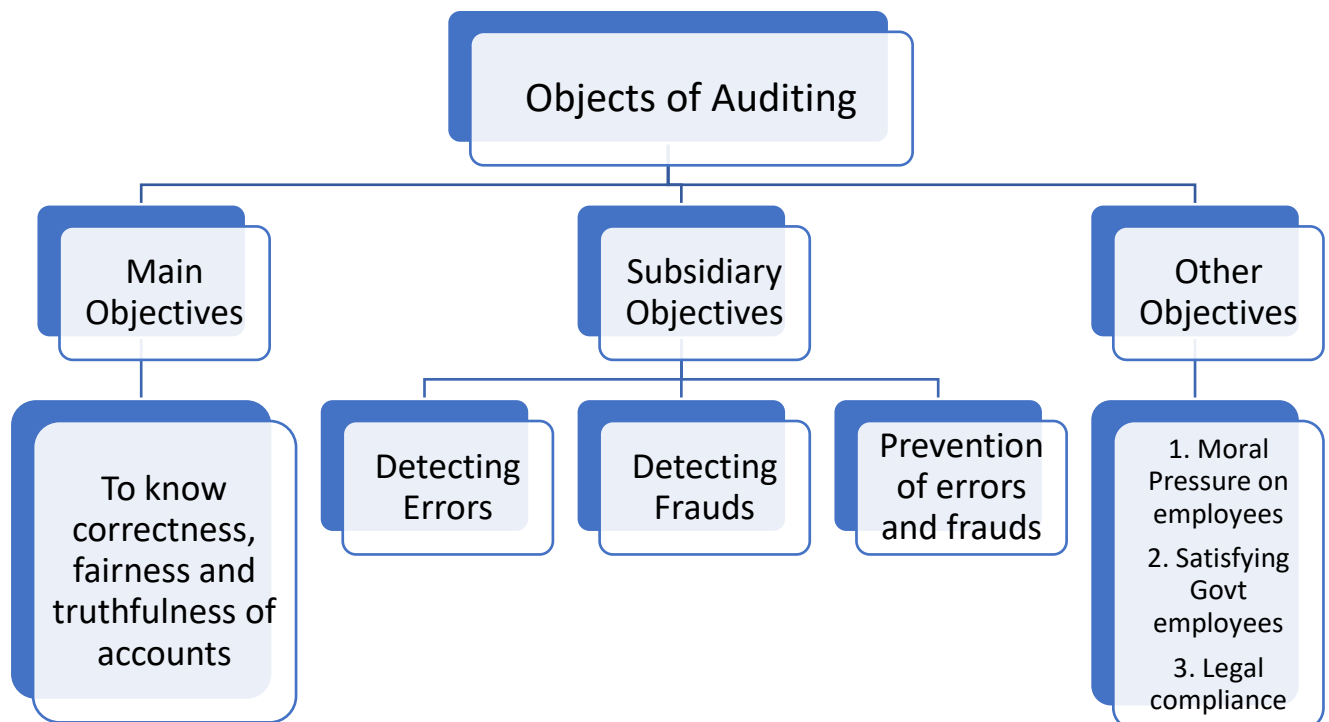 Objects of Auditing
Main
Objectives
Subsidiary
Objectives
Other
Objectives
To know
correctness,
fairness and
truthfulness of
accounts
Detecting
Errors
Detecting
Frauds
Prevention
of errors
and frauds
1. Moral
Pressure on
employees
2. Satisfying
Govt
employees
3. Legal
compliance